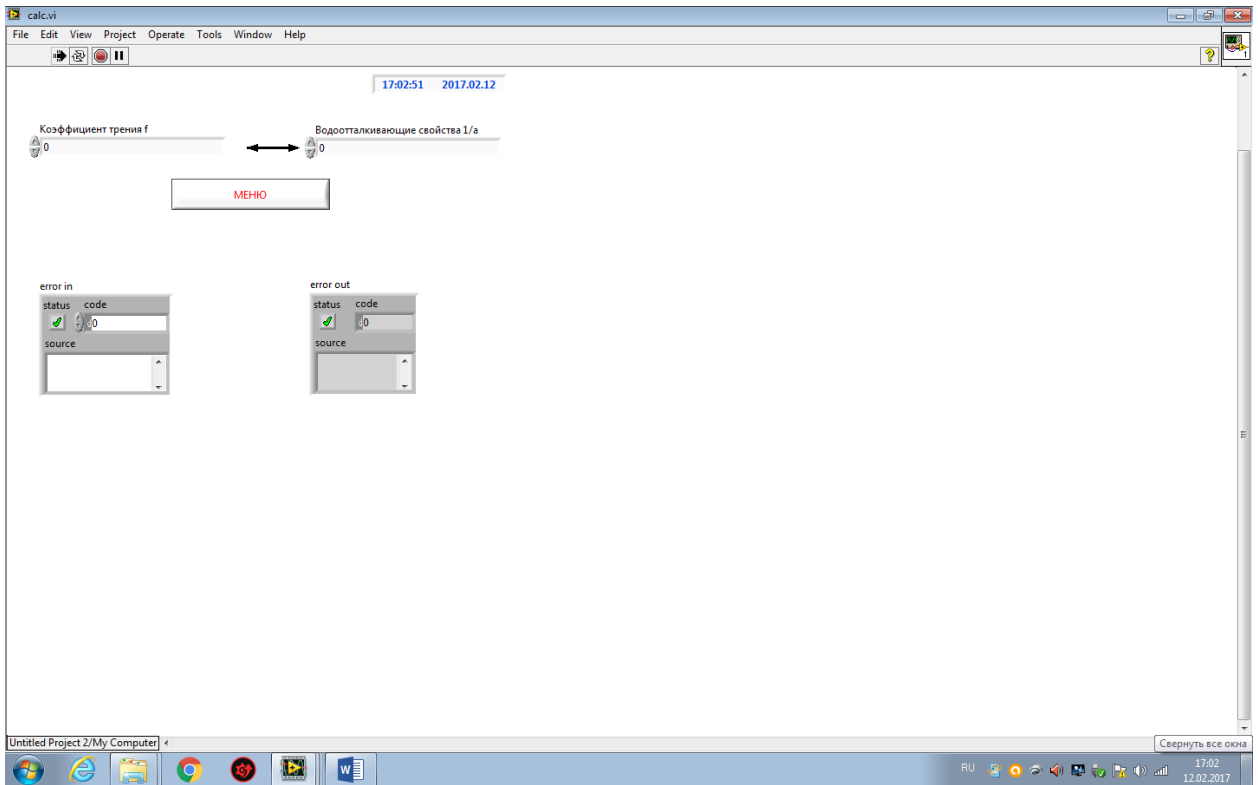 calc.vi
File Edit View Project Operate Tools Window Help
17:02:51 2017.02.12
Коэффициент трения f
Водоотталкивающие свойства 1/a
0
0
МЕНЮ
error in
error out
status code
status code
d0
d0
source
source
Untitled Project 2/My Computer
Свернуть все окна
RU
17:02
12.02.2017